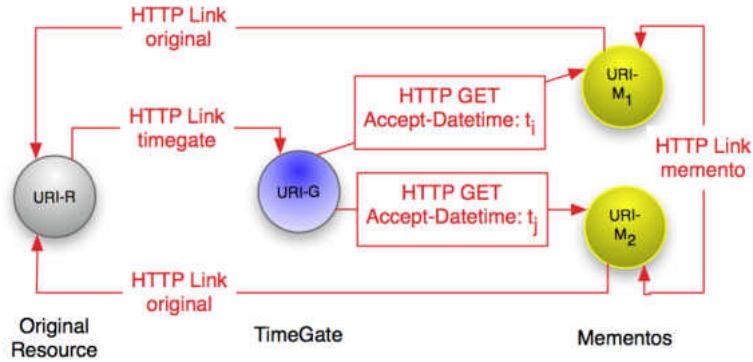 HTTP Link
original
URI-
M1
HTTP GET
Accept-Datetime: ti
HTTP Link
timegate
HTTP Link
memento
URI-R
URI-G
HTTP GET
Accept-Datetime: tj
URI-
M2
HTTP Link
original
Original
Resource
TimeGate
Mementos